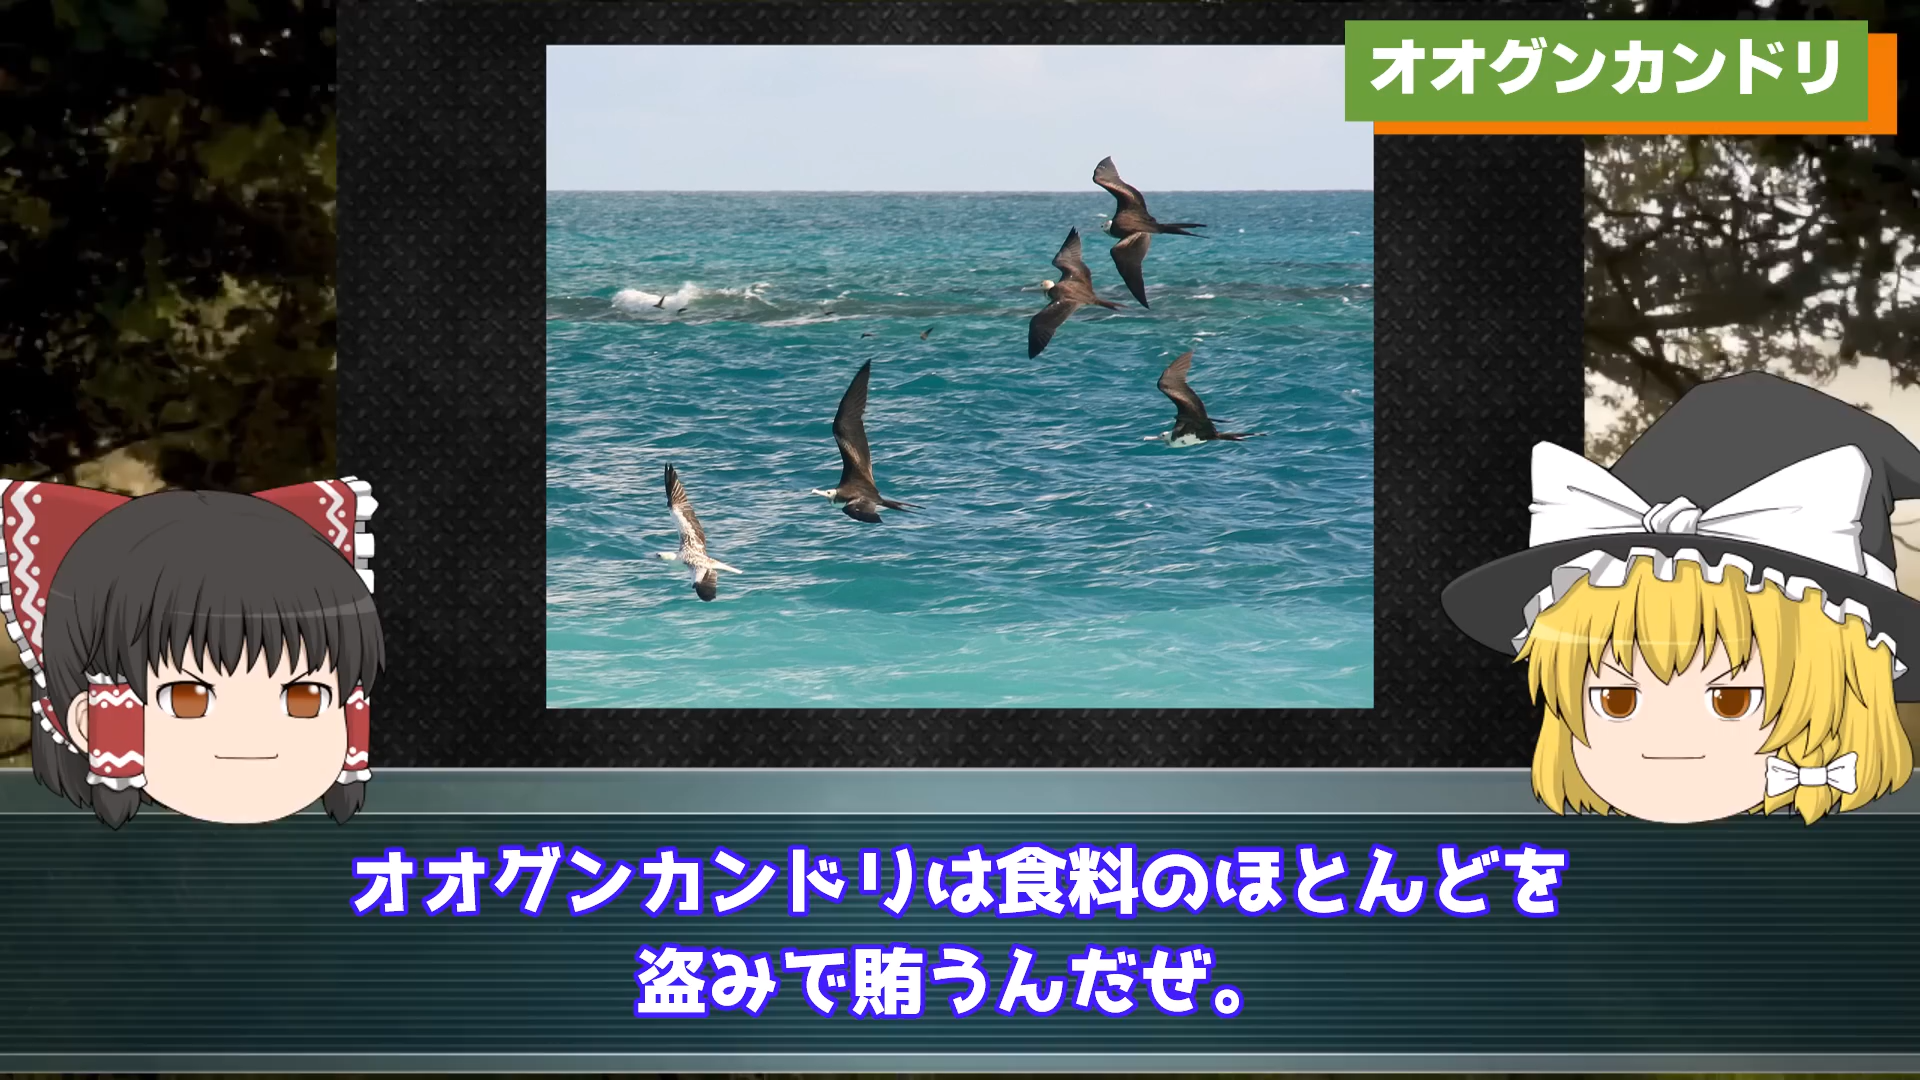 オオグンカンドリ
オオグンカンドリは食料のほとんどを
盗みで賄うんだぜ。